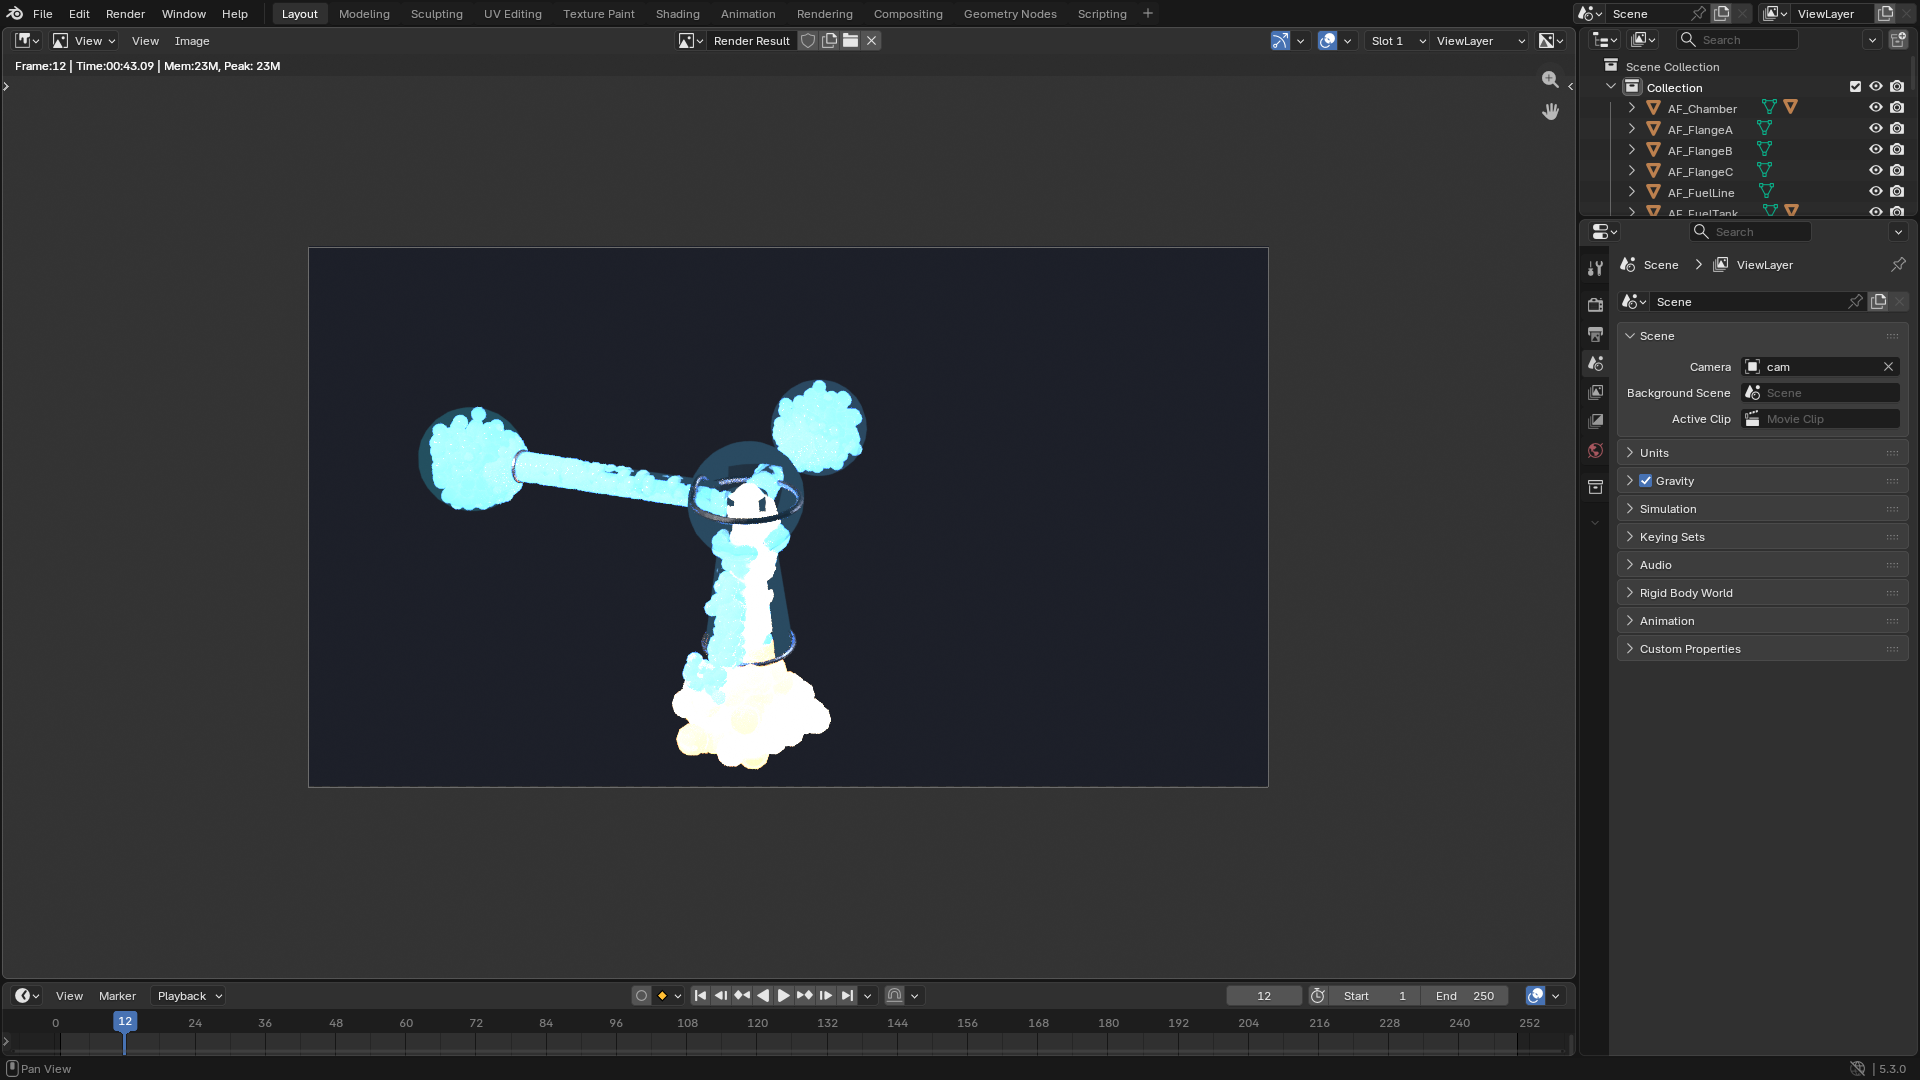 File Edit Render Window Help Layout Modeling Sculpting UV Editing Texture Paint Shading Animation Rendering Compositing Geometry Nodes Scripting + Scene ViewLayer
View View Image Render Result Slot 1 ViewLayer Search
Frame:12 | Time:00:43.09 | Mem:23M, Peak: 23M
Scene Collection
Collection
AF_Chamber
AF_FlangeA
AF_FlangeB
AF_FlangeC
AF_FuelLine
AF_FuelTank
Search
Scene > ViewLayer
Scene
Scene
Camera cam
Background Scene Scene
Active Clip Movie Clip
Units
Gravity
Simulation
Keying Sets
Audio
Rigid Body World
Animation
Custom Properties
View Marker Playback 12 Start 1 End 250
0 12 24 36 48 60 72 84 96 108 120 132 144 156 168 180 192 204 216 228 240 252
Pan View 5.3.0